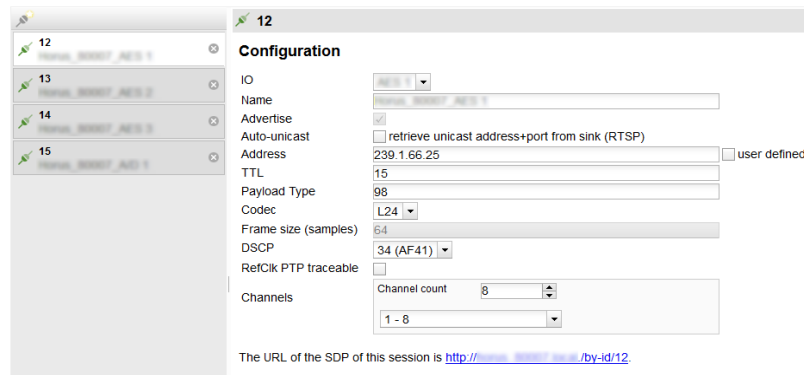 12
13
14
15
12
Configuration
IO
Name
Advertise
Auto-unicast retrieve unicast address+port from sink (RTSP)
Address 239.1.66.25 user defined
TTL 15
Payload Type 98
Codec L24
Frame size (samples) 64
DSCP 34 (AF41)
RefClk PTP traceable
Channels Channel count 8
1 - 8
The URL of the SDP of this session is http:// ./by-id/12.